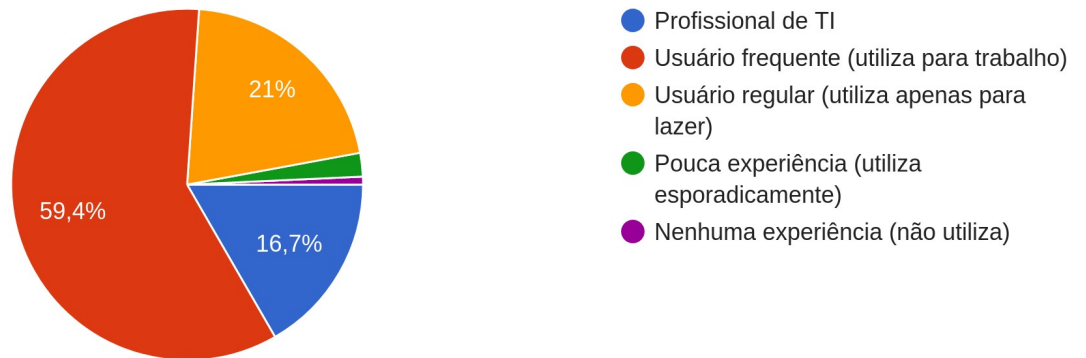 21%
59,4%
16,7%
Profissional de TI
Usuário frequente (utiliza para trabalho)
Usuário regular (utiliza apenas para
lazer)
Pouca experiência (utiliza
esporadicamente)
Nenhuma experiência (não utiliza)